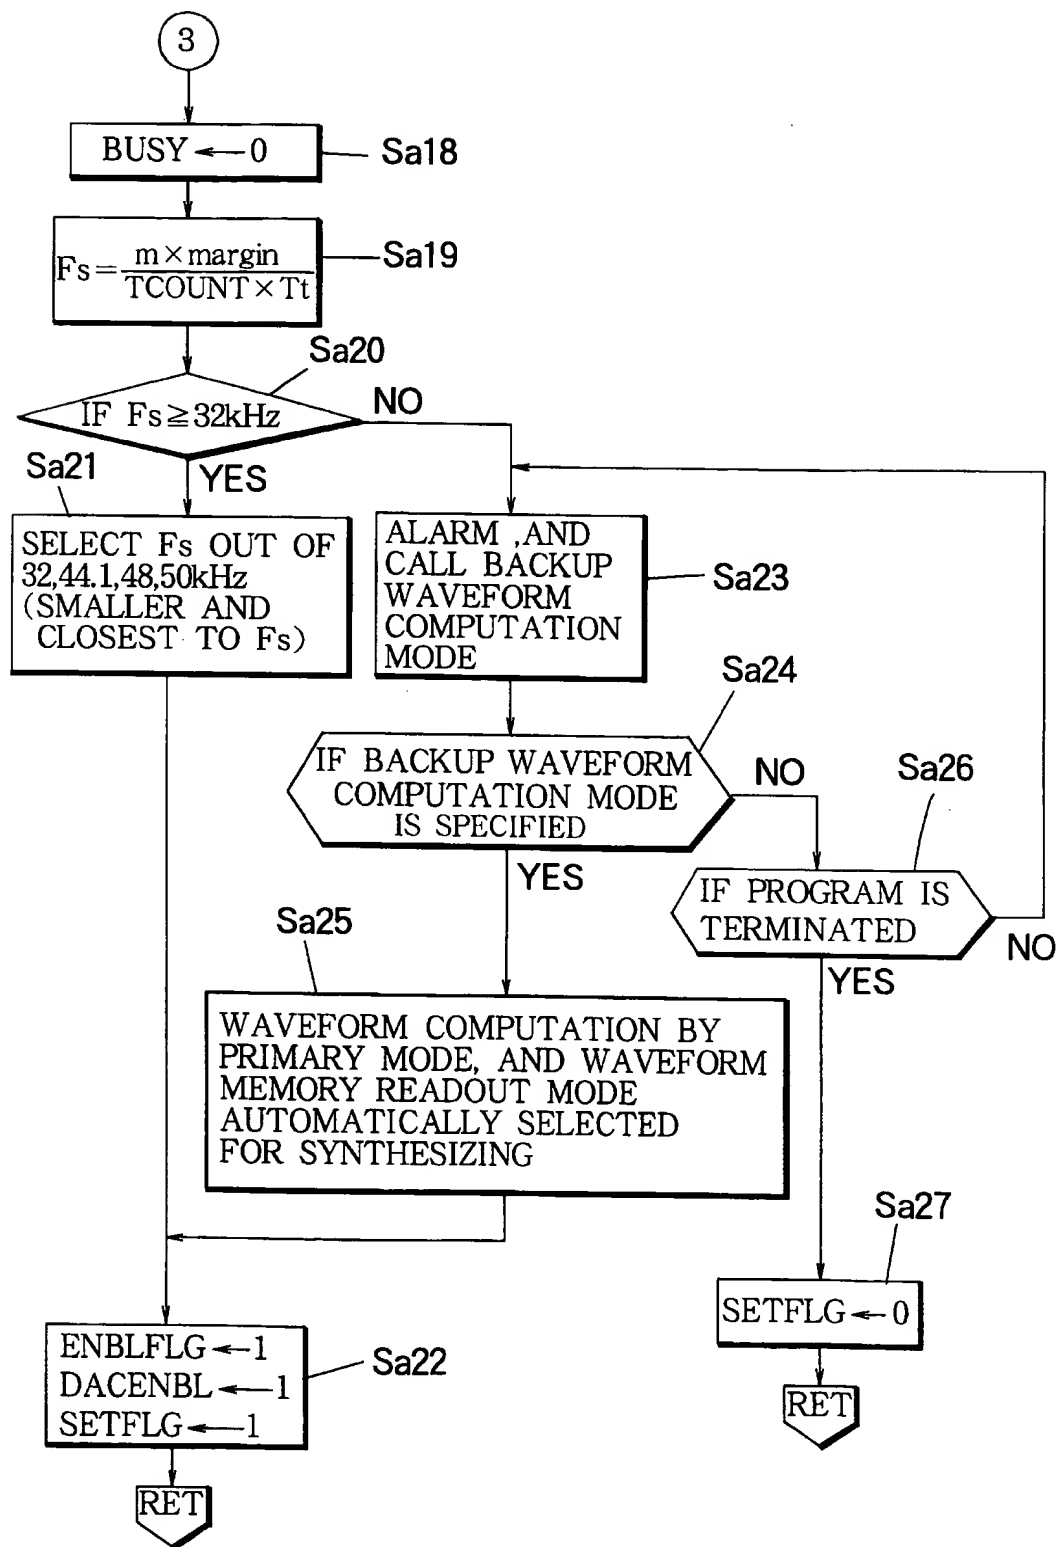 3
BUSY ← 0
Sa18
Fs = m × margin / TCOUNT × Tt
Sa19
Sa20
IF Fs ≧ 32kHz
NO
YES
Sa21
SELECT Fs OUT OF
32,44.1,48,50kHz
(SMALLER AND
CLOSEST TO Fs)
ALARM ,AND
CALL BACKUP
WAVEFORM
COMPUTATION
MODE
Sa23
Sa24
IF BACKUP WAVEFORM
COMPUTATION MODE
IS SPECIFIED
NO
YES
Sa26
IF PROGRAM IS
TERMINATED
NO
YES
Sa25
WAVEFORM COMPUTATION BY
PRIMARY MODE, AND WAVEFORM
MEMORY READOUT MODE
AUTOMATICALLY SELECTED
FOR SYNTHESIZING
Sa27
SETFLG ← 0
RET
ENBLFLG ← 1
DACENBL ← 1
SETFLG ← 1
Sa22
RET